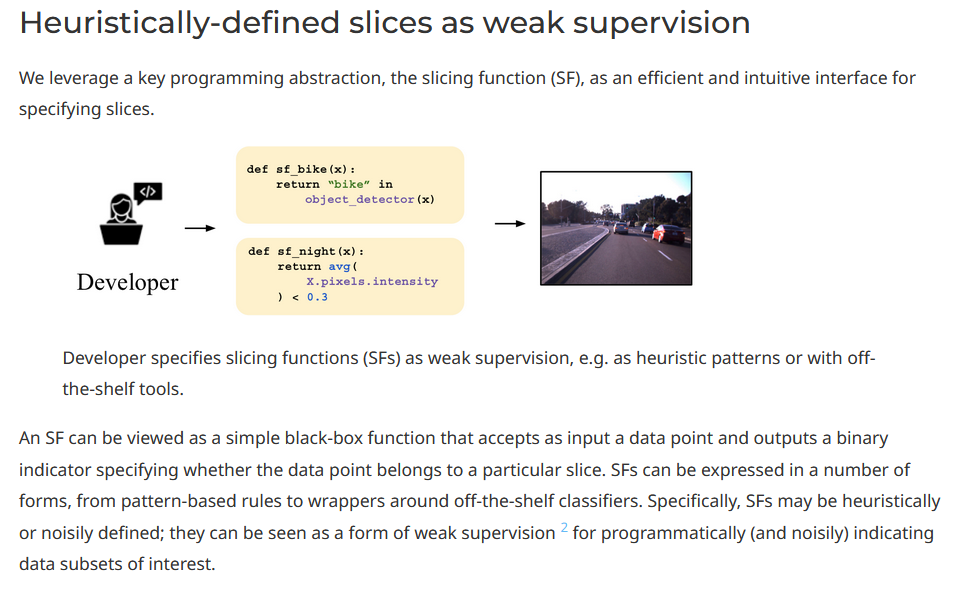 Heuristically-defined slices as weak supervision
We leverage a key programming abstraction, the slicing function (SF), as an efficient and intuitive interface for
specifying slices.
</>
Developer
def sf_bike(x):
    return “bike” in
        object_detector(x)
def sf_night(x):
    return avg(
        X.pixels.intensity
    ) < 0.3
Developer specifies slicing functions (SFs) as weak supervision, e.g. as heuristic patterns or with off-
the-shelf tools.
An SF can be viewed as a simple black-box function that accepts as input a data point and outputs a binary
indicator specifying whether the data point belongs to a particular slice. SFs can be expressed in a number of
forms, from pattern-based rules to wrappers around off-the-shelf classifiers. Specifically, SFs may be heuristically
or noisily defined; they can be seen as a form of weak supervision 2 for programmatically (and noisily) indicating
data subsets of interest.